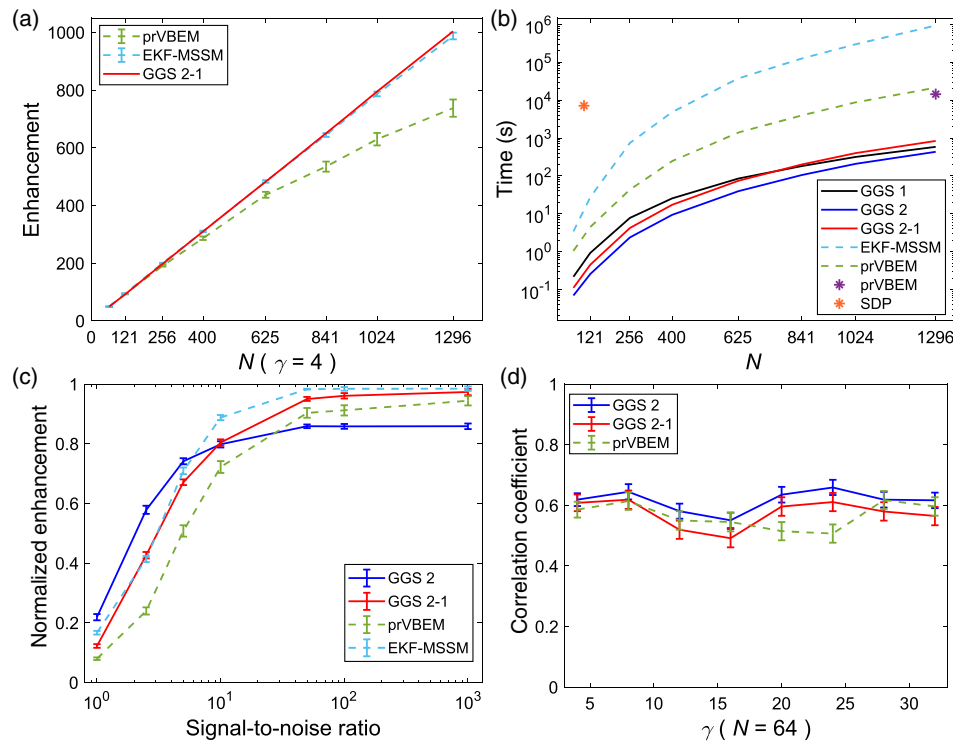 (a)
prVBEM
EKF-MSSM
GGS 2-1
Enhancement
1000
800
600
400
200
0
0 121 256 400 625 841 1024 1296
N ( γ = 4 )
(b)
Time (s)
10^6
10^5
10^4
10^3
10^2
10^1
10^0
10^-1
GGS 1
GGS 2
GGS 2-1
EKF-MSSM
prVBEM
prVBEM
SDP
121 256 400 625 841 1024 1296
N
(c)
Normalized enhancement
1
0.8
0.6
0.4
0.2
0
GGS 2
GGS 2-1
prVBEM
EKF-MSSM
10^0 10^1 10^2 10^3
Signal-to-noise ratio
(d)
Correlation coefficient
1
0.8
0.6
0.4
0.2
0
GGS 2
GGS 2-1
prVBEM
5 10 15 20 25 30
γ ( N = 64 )